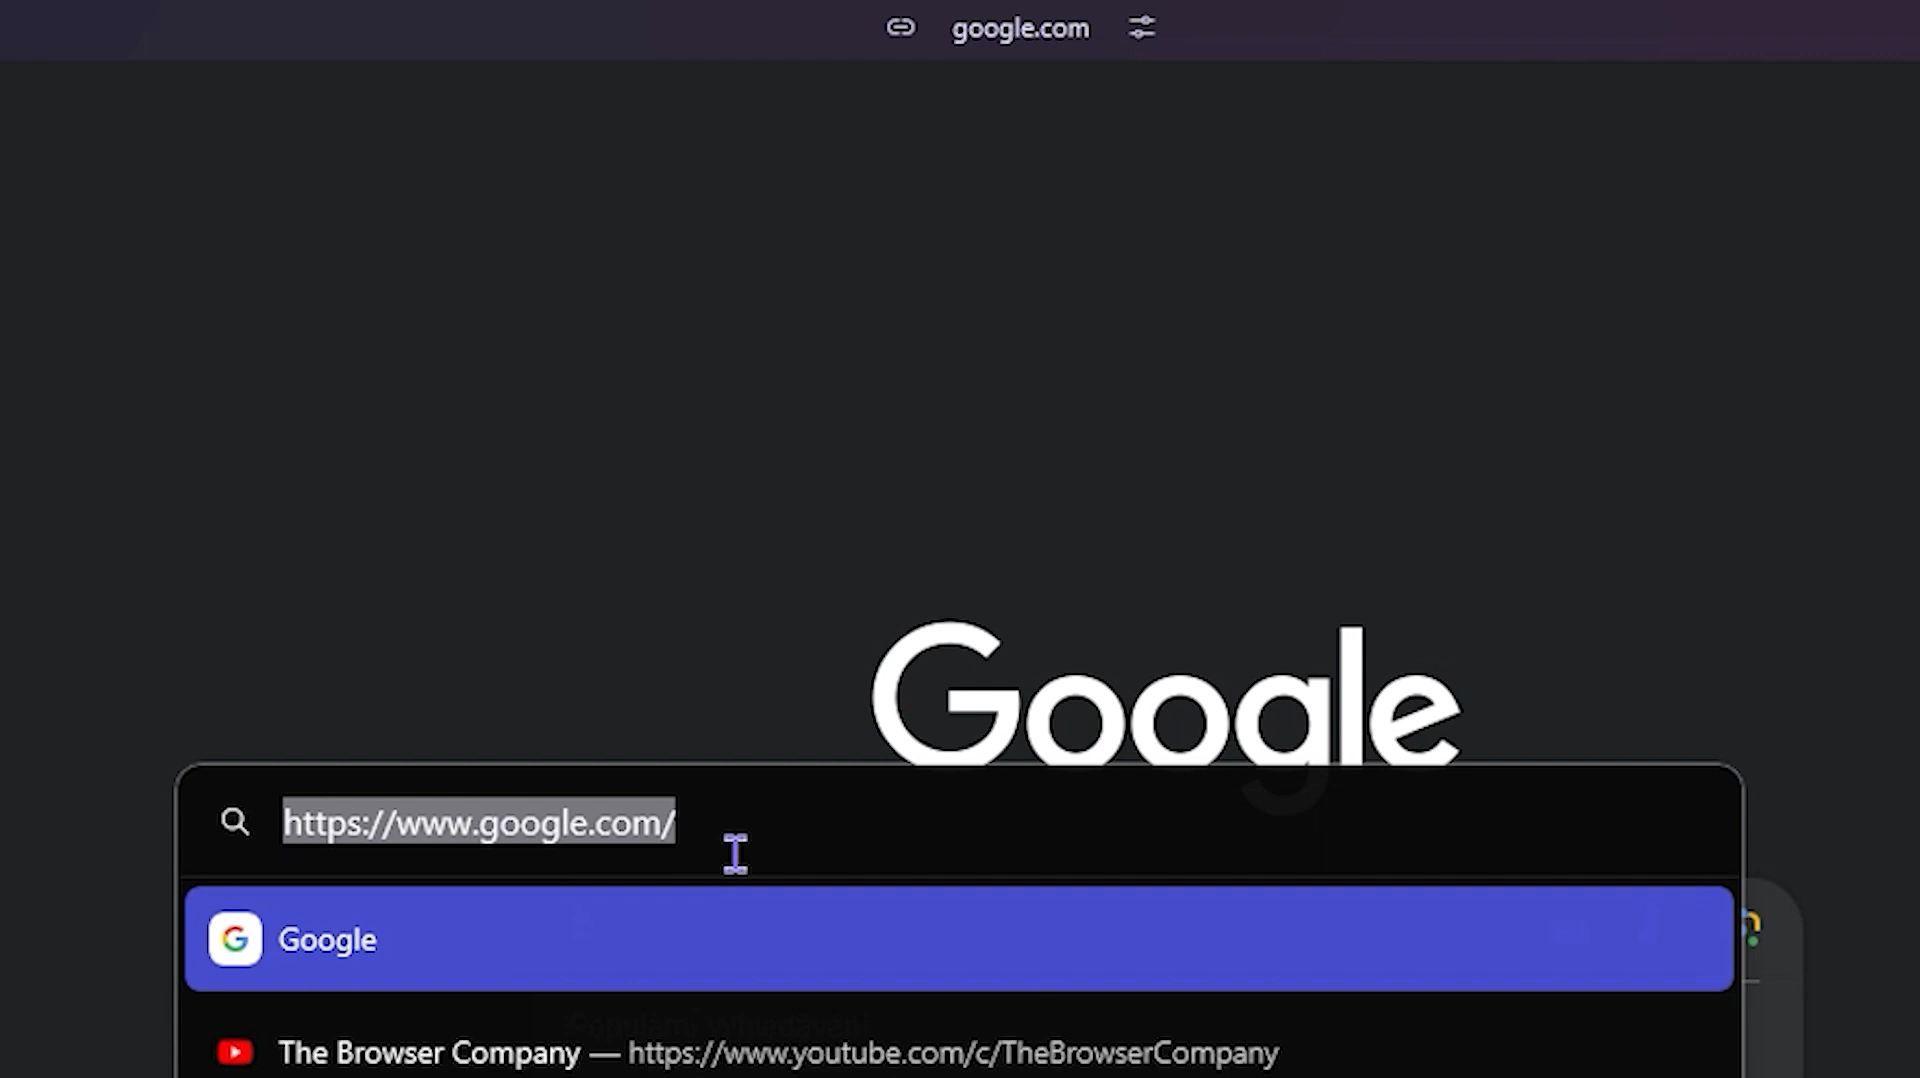 google.com
Google
https://www.google.com/
Google
The Browser Company — https://www.youtube.com/c/TheBrowserCompany